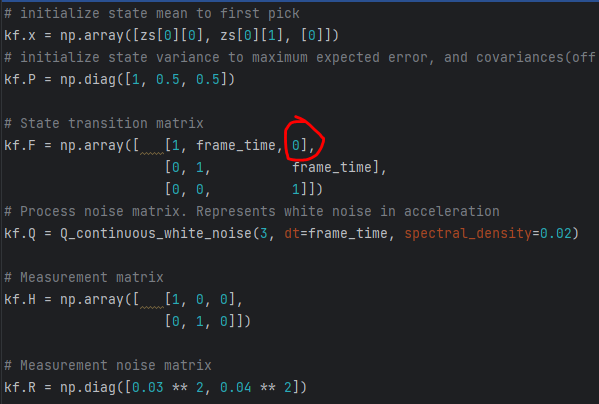 # initialize state mean to first pick
kf.x = np.array([zs[0][0], zs[0][1], [0]])
# initialize state variance to maximum expected error, and covariances(off
kf.P = np.diag([1, 0.5, 0.5])
# State transition matrix
kf.F = np.array([ [1, frame_time, 0],
[0, 1, frame_time],
[0, 0, 1]])
# Process noise matrix. Represents white noise in acceleration
kf.Q = Q_continuous_white_noise(3, dt=frame_time, spectral_density=0.02)
# Measurement matrix
kf.H = np.array([ [1, 0, 0],
[0, 1, 0]])
# Measurement noise matrix
kf.R = np.diag([0.03 ** 2, 0.04 ** 2])